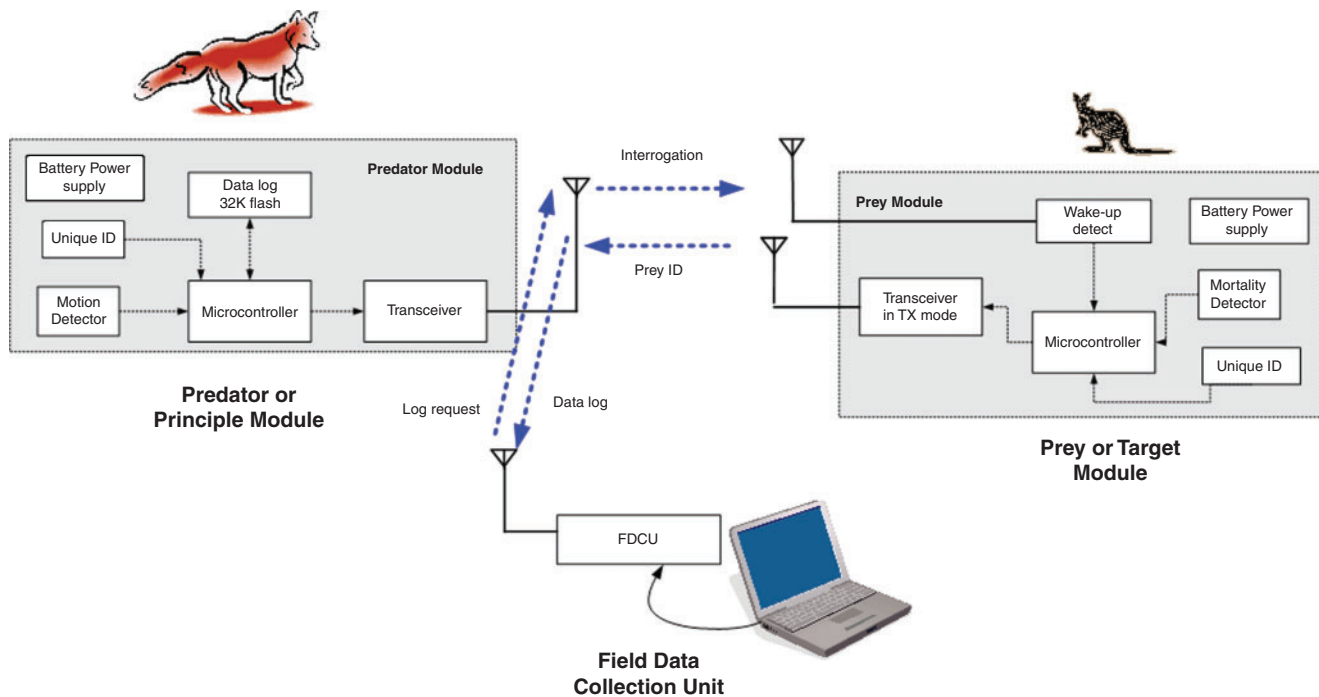 Battery Power
supply
Predator Module
Data log
32K flash
Unique ID
Motion
Detector
Microcontroller
Transceiver
Predator or
Principle Module
Interrogation
Prey ID
Log request
Data log
Prey Module
Wake-up
detect
Battery Power
supply
Transceiver
in TX mode
Mortality
Detector
Microcontroller
Unique ID
Prey or Target
Module
FDCU
Field Data
Collection Unit